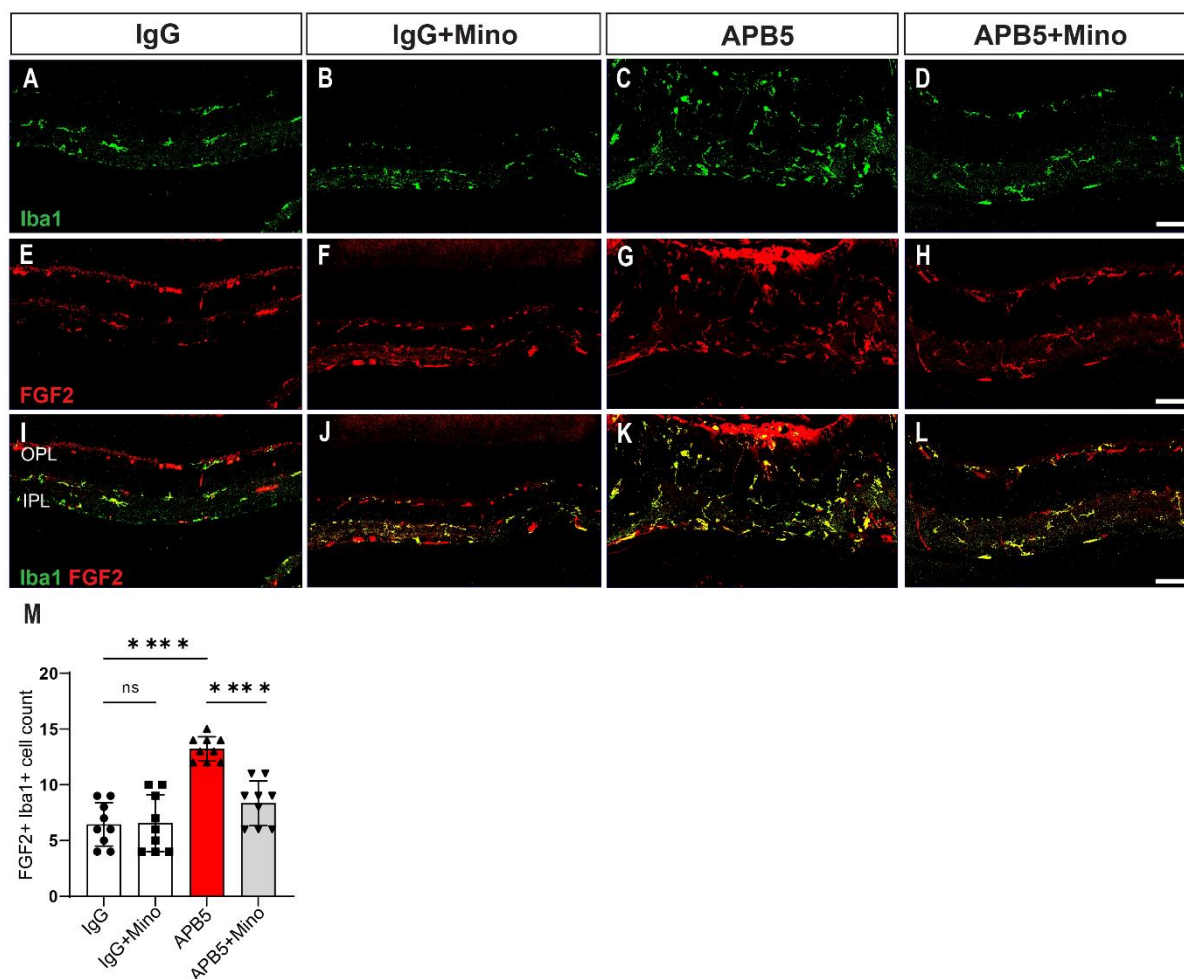 IgG IgG+Mino APB5 APB5+Mino
A B C D
Iba1
E F G H
FGF2
I J K L
OPL
IPL
Iba1 FGF2
M
* *** *
20
ns * *** *
15
10
5
0
FGF2+ Iba1+ cell count
IgG IgG+Mino APB5 APB5+Mino